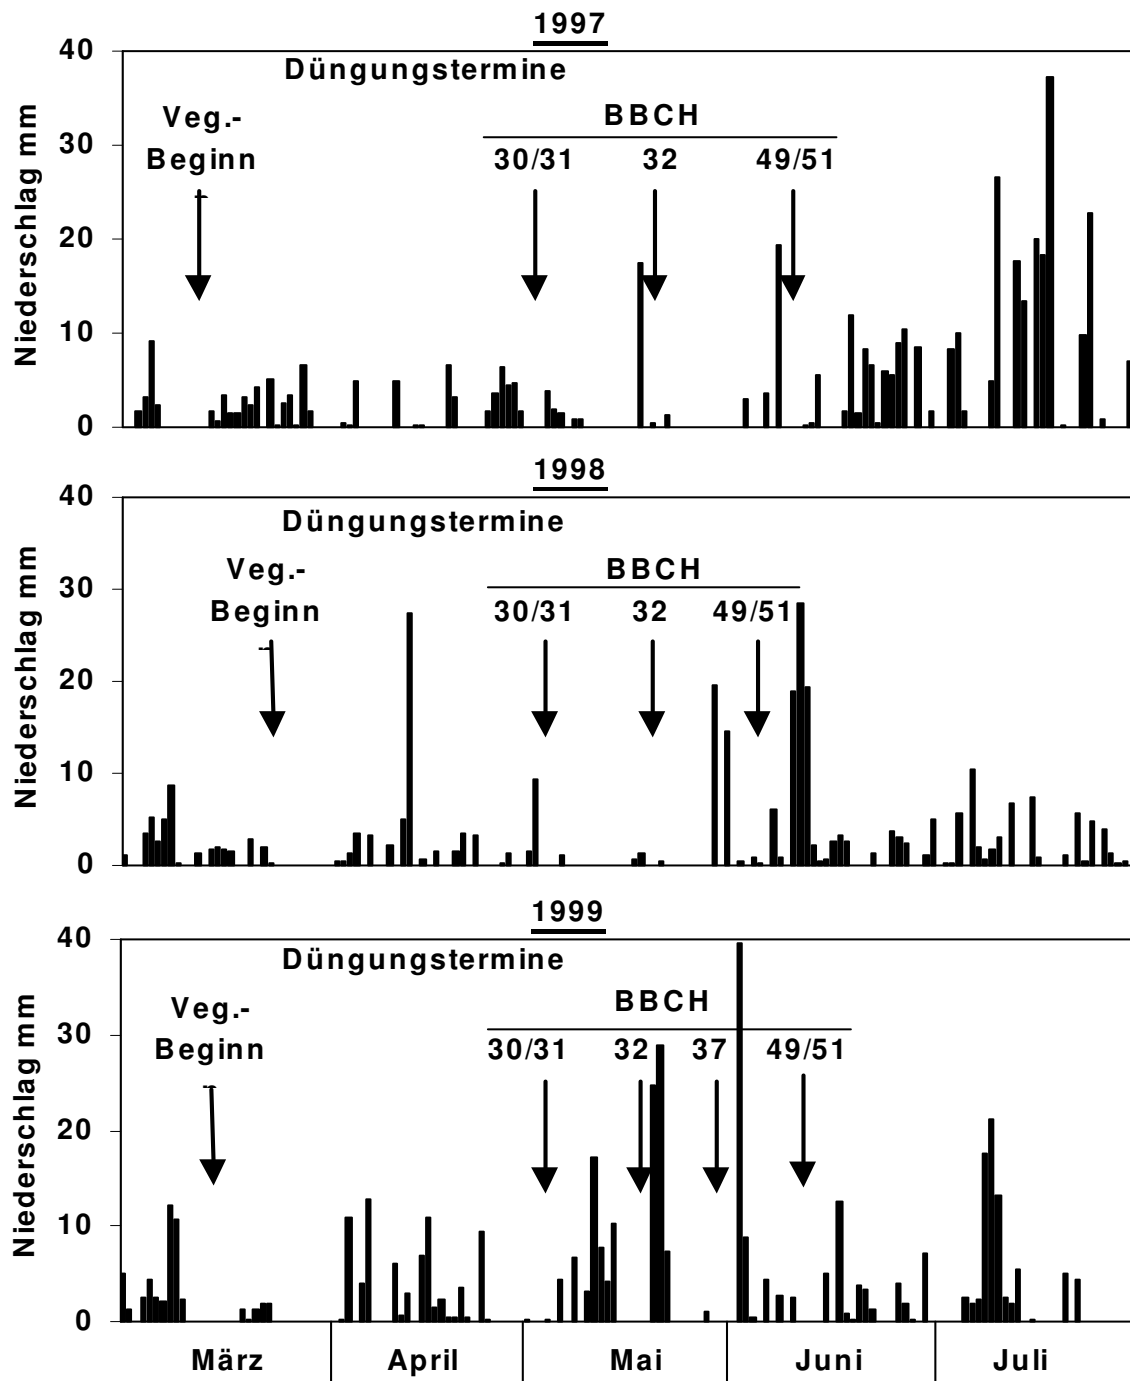 1997
40
Düngungstermine
Veg.-
BBCH
30
Beginn
30/31 32 49/51
20
10
0
Niederschlag mm
1998
40
Düngungstermine
Veg.-
BBCH
30
Beginn
30/31 32 49/51
20
10
0
Niederschlag mm
1999
40
Düngungstermine
Veg.-
BBCH
30
Beginn
30/31 32 37 49/51
20
10
0
Niederschlag mm
März April Mai Juni Juli